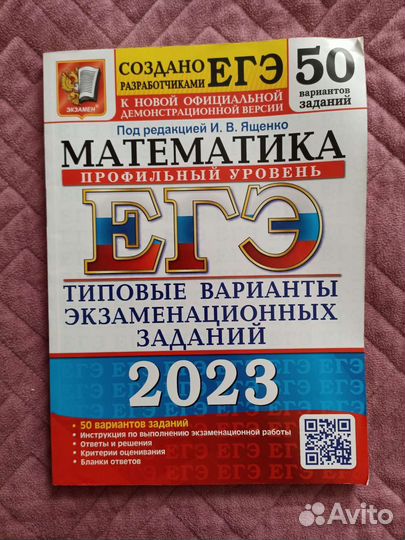 СОЗДАНО
РАЗРАБОТЧИКАМИ ЕГЭ
50
вариантов
заданий
ЭКЗАМЕН
К НОВОЙ ОФИЦИАЛЬНОЙ
ДЕМОНСТРАЦИОННОЙ ВЕРСИИ
Под редакцией И. В. Ященко
МАТЕМАТИКА
ПРОФИЛЬНЫЙ УРОВЕНЬ
ЕГЭ
ТИПОВЫЕ ВАРИАНТЫ
ЭКЗАМЕНАЦИОННЫХ
ЗАДАНИЙ
2023
• 50 вариантов заданий
• Инструкция по выполнению экзаменационной работы
• Ответы и решения
• Критерии оценивания
• Бланки ответов
Avito